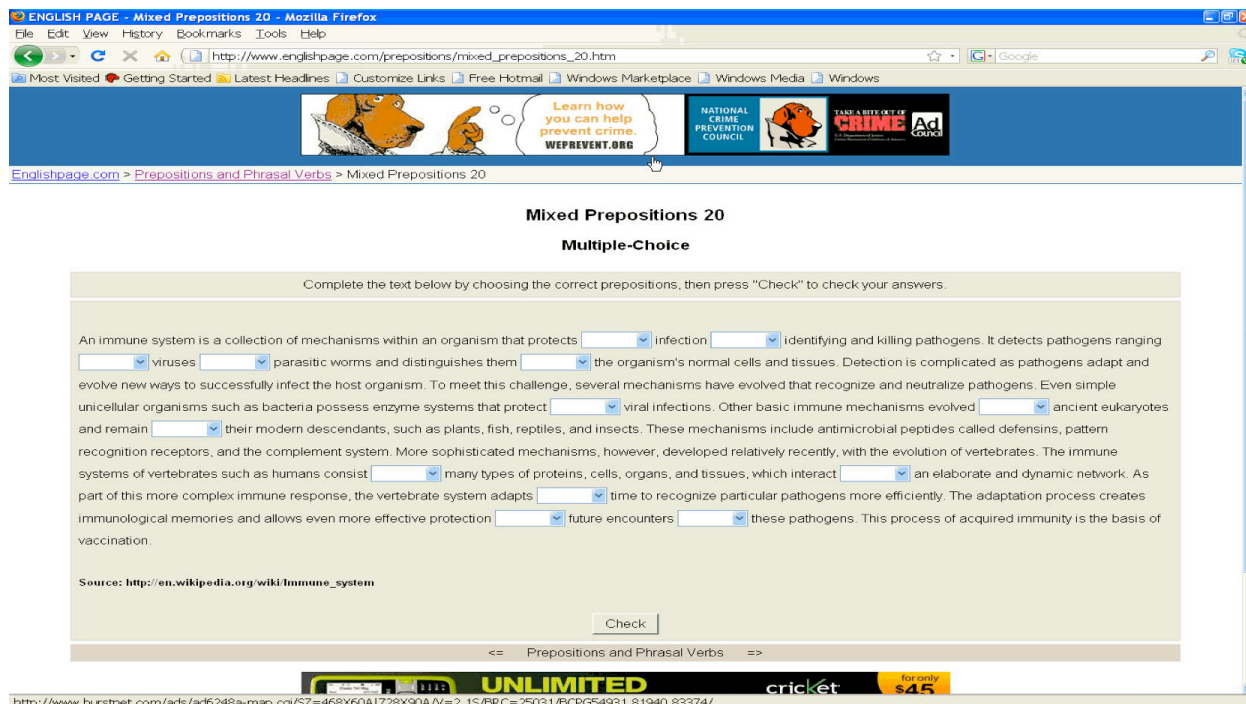 ENGLISH PAGE - Mixed Prepositions 20 - Mozilla Firefox
File Edit View History Bookmarks Tools Help
http://www.englishpage.com/prepositions/mixed_prepositions_20.htm Google
Most Visited Getting Started Latest Headlines Customize Links Free Hotmail Windows Marketplace Windows Media Windows
Learn how
you can help
prevent crime.
WEPREVENT.ORG
NATIONAL
CRIME
PREVENTION
COUNCIL
TAKE A BITE OUT OF
CRIME
Ad
Council
Englishpage.com > Prepositions and Phrasal Verbs > Mixed Prepositions 20
Mixed Prepositions 20
Multiple-Choice
Complete the text below by choosing the correct prepositions, then press "Check" to check your answers.
An immune system is a collection of mechanisms within an organism that protects infection identifying and killing pathogens. It detects pathogens ranging
viruses parasitic worms and distinguishes them the organism's normal cells and tissues. Detection is complicated as pathogens adapt and
evolve new ways to successfully infect the host organism. To meet this challenge, several mechanisms have evolved that recognize and neutralize pathogens. Even simple
unicellular organisms such as bacteria possess enzyme systems that protect viral infections. Other basic immune mechanisms evolved ancient eukaryotes
and remain their modern descendants, such as plants, fish, reptiles, and insects. These mechanisms include antimicrobial peptides called defensins, pattern
recognition receptors, and the complement system. More sophisticated mechanisms, however, developed relatively recently, with the evolution of vertebrates. The immune
systems of vertebrates such as humans consist many types of proteins, cells, organs, and tissues, which interact an elaborate and dynamic network. As
part of this more complex immune response, the vertebrate system adapts time to recognize particular pathogens more efficiently. The adaptation process creates
immunological memories and allows even more effective protection future encounters these pathogens. This process of acquired immunity is the basis of
vaccination.
Source: http://en.wikipedia.org/wiki/Immune_system
Check
<= Prepositions and Phrasal Verbs =>
UNLIMITED cricket for only $45